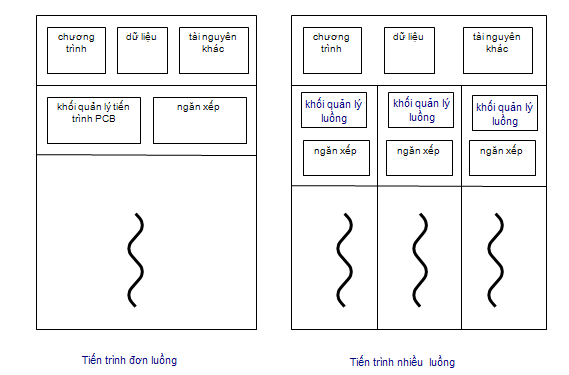 chương
trình
dữ liệu
tài nguyên
khác
khối quản lý tiến
trình PCB
ngăn xếp
Tiến trình đơn luồng
chương
trình
dữ liệu
tài nguyên
khác
khối quản lý
luồng
khối quản lý
luồng
khối quản lý
luồng
ngăn xếp
ngăn xếp
ngăn xếp
Tiến trình nhiều luồng